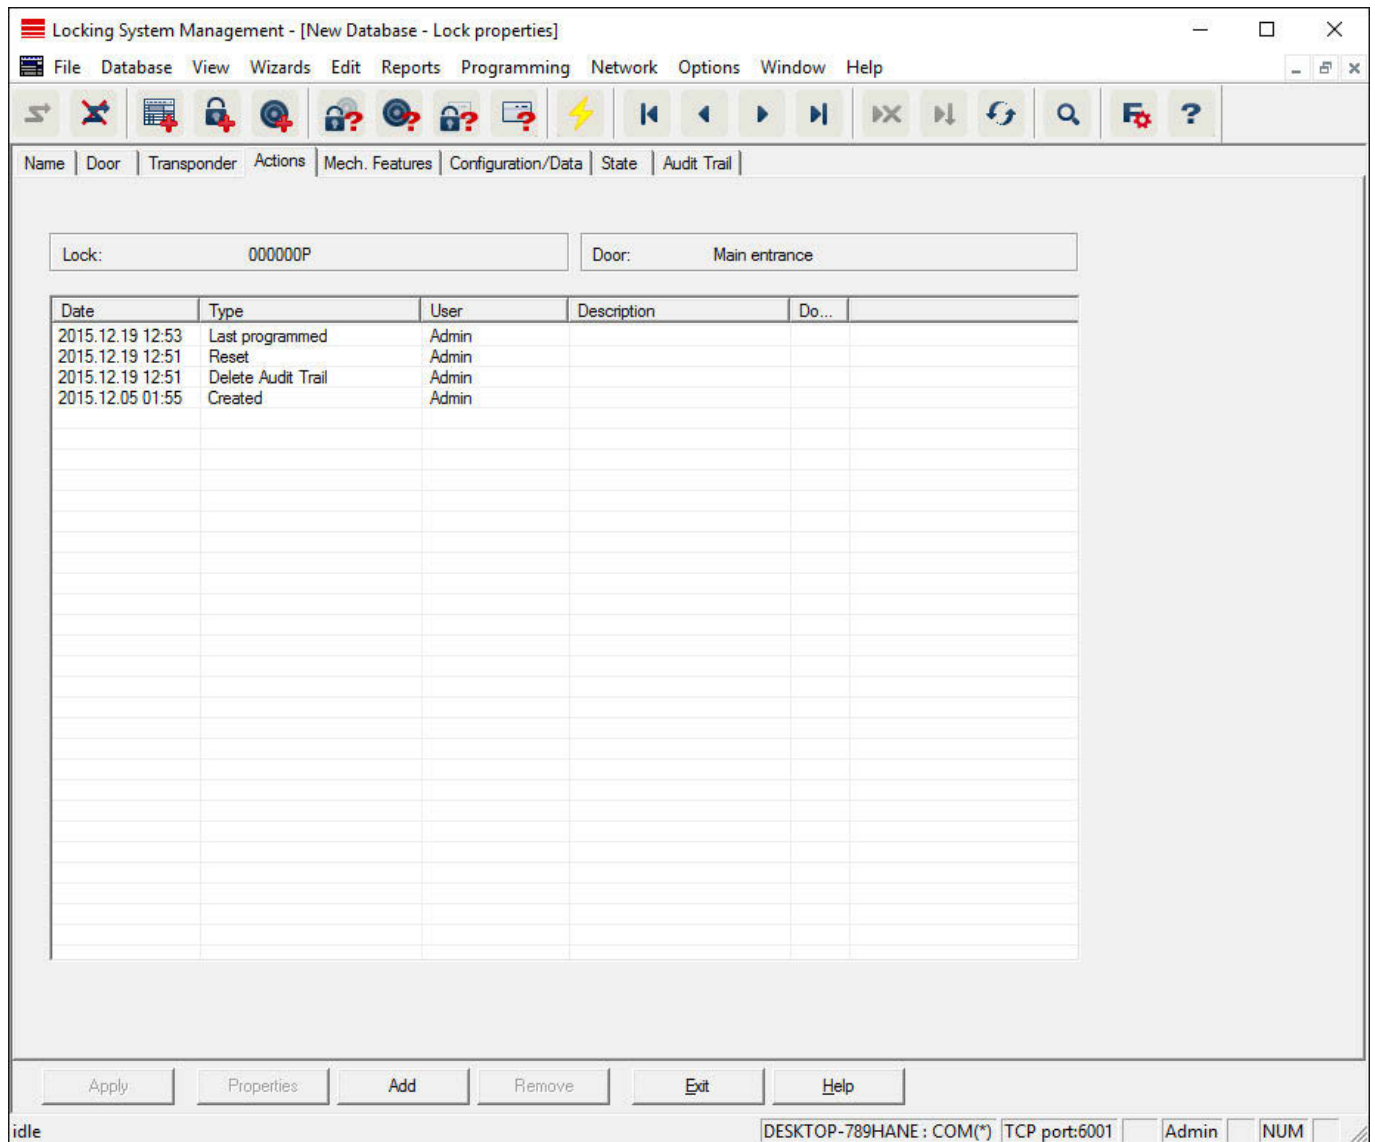 Locking System Management - [New Database - Lock properties]
File Database View Wizards Edit Reports Programming Network Options Window Help
Name Door Transponder Actions Mech. Features Configuration/Data State Audit Trail
Lock: 000000P Door: Main entrance
Date Type User Description Do...
2015.12.19 12:53 Last programmed Admin
2015.12.19 12:51 Reset Admin
2015.12.19 12:51 Delete Audit Trail Admin
2015.12.05 01:55 Created Admin
Apply Properties Add Remove Exit Help
idle DESKTOP-789HANE : COM(*) TCP port:6001 Admin NUM